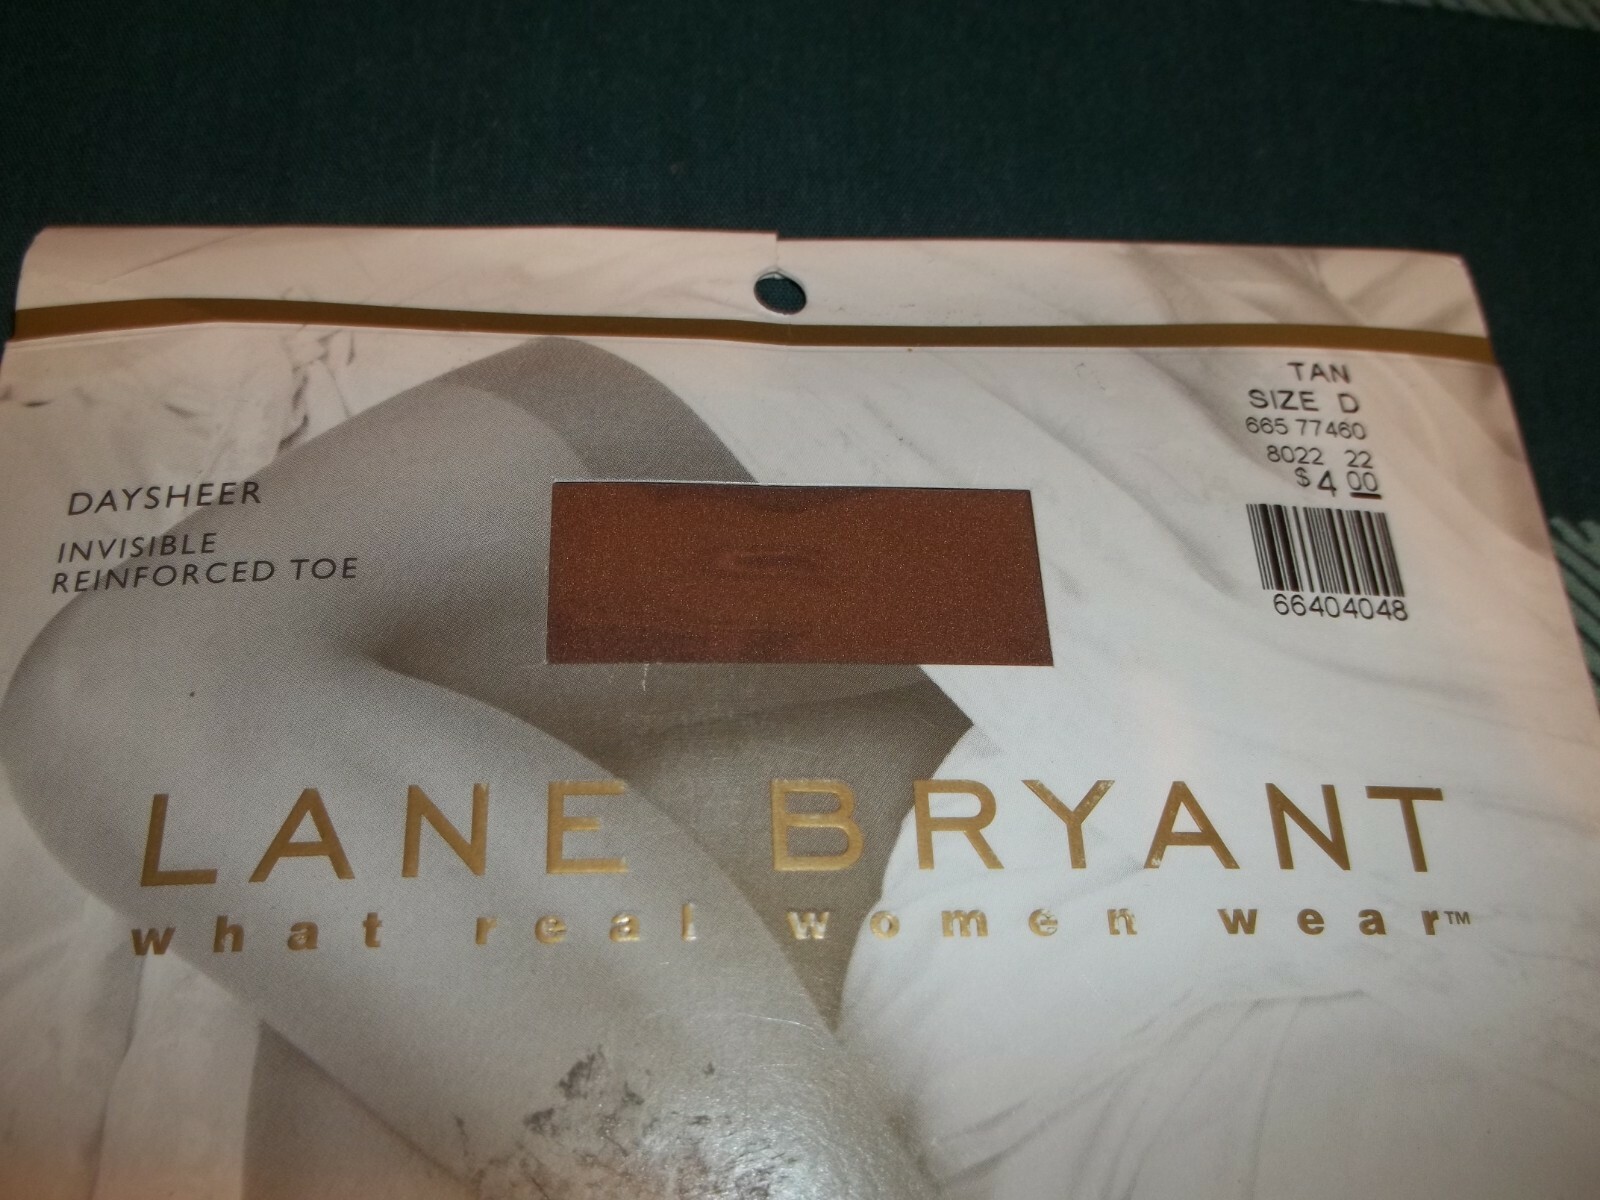 TAN
SIZE D
665 77460
8022 22
$4 00
66404048
DAYSHEER
INVISIBLE
REINFORCED TOE
LANE BRYANT
what real women wear™